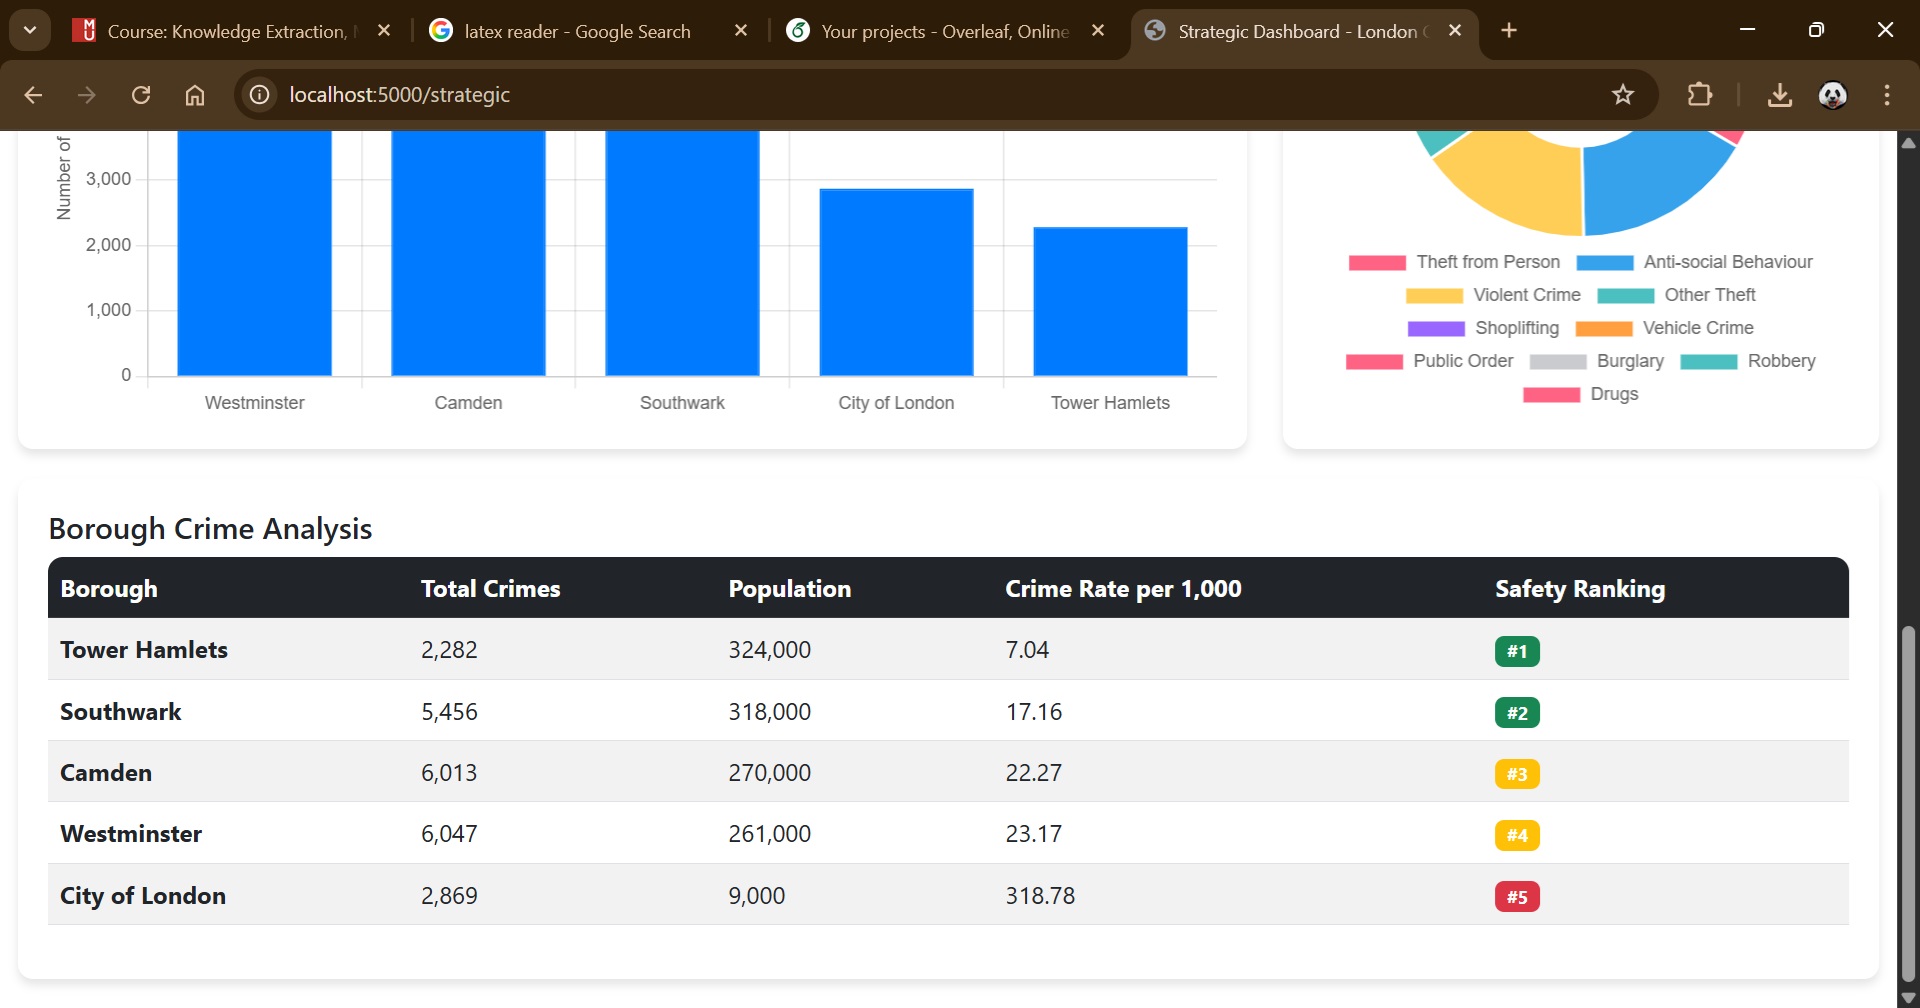 Course: Knowledge Extraction,
latex reader - Google Search
Your projects - Overleaf, Online
Strategic Dashboard - London
localhost:5000/strategic
Number of
3,000
2,000
1,000
0
Westminster Camden Southwark City of London Tower Hamlets
Theft from Person Anti-social Behaviour
Violent Crime Other Theft
Shoplifting Vehicle Crime
Public Order Burglary Robbery
Drugs
Borough Crime Analysis
Borough Total Crimes Population Crime Rate per 1,000 Safety Ranking
Tower Hamlets 2,282 324,000 7.04 #1
Southwark 5,456 318,000 17.16 #2
Camden 6,013 270,000 22.27 #3
Westminster 6,047 261,000 23.17 #4
City of London 2,869 9,000 318.78 #5